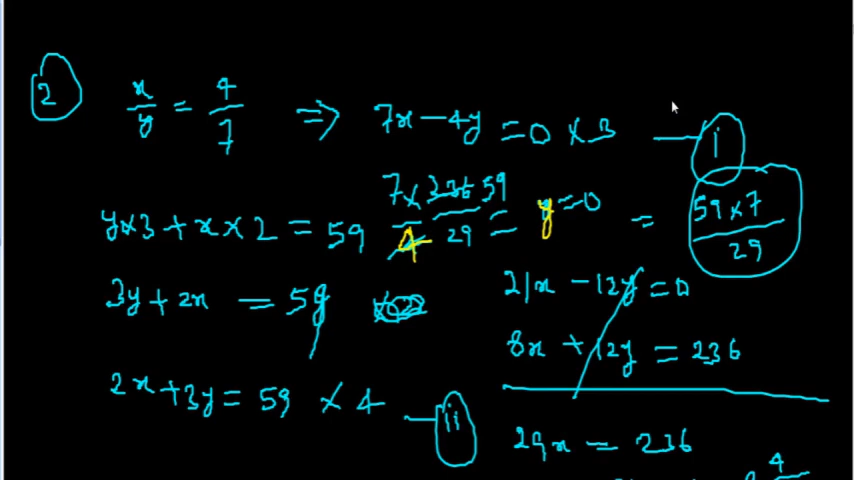 2 x/y = 4/7 ⇒ 7x - 4y = 0 × 3 — i
y×3 + x×2 = 59
7 × 236 59 / 4 29 = y = 0 = 59×7/29
3y + 2x = 59
21x - 12y = 0
8x + 12y = 236
2x + 3y = 59 × 4 — ii
29x = 236
4